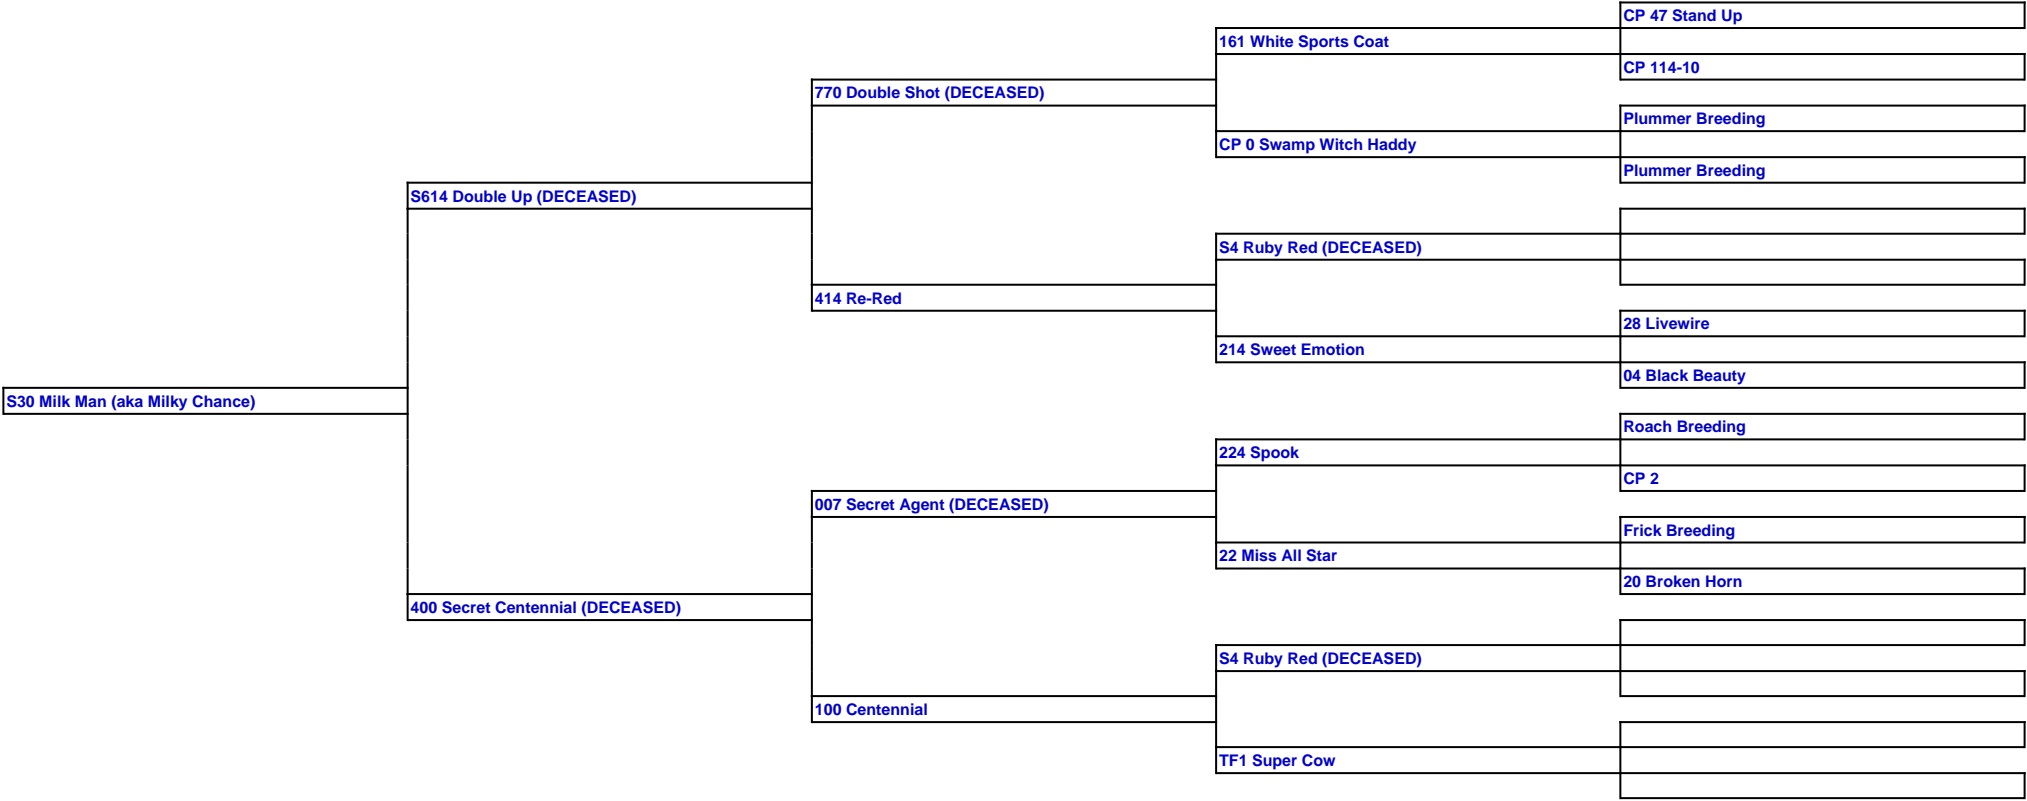 CP 47 Stand Up
161 White Sports Coat
CP 114-10
770 Double Shot (DECEASED)
Plummer Breeding
CP 0 Swamp Witch Haddy
Plummer Breeding
S614 Double Up (DECEASED)
S4 Ruby Red (DECEASED)
414 Re-Red
28 Livewire
214 Sweet Emotion
04 Black Beauty
S30 Milk Man (aka Milky Chance)
Roach Breeding
224 Spook
CP 2
007 Secret Agent (DECEASED)
Frick Breeding
22 Miss All Star
20 Broken Horn
400 Secret Centennial (DECEASED)
S4 Ruby Red (DECEASED)
100 Centennial
TF1 Super Cow